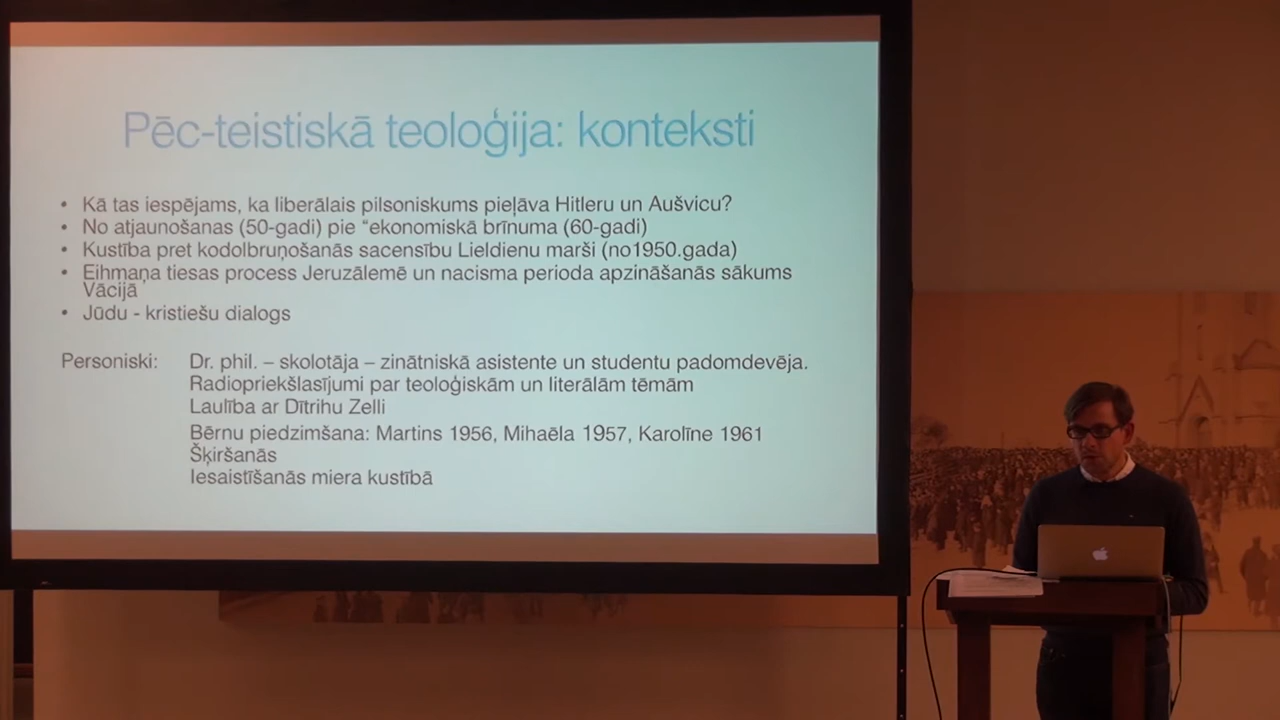 Pēc-teistiskā teoloģija: konteksti
• Kā tas iespējams, ka liberālais pilsoniskums pieļāva Hitleru un Aušvicu?
• No atjaunošanas (50-gadi) pie “ekonomiskā brīnuma (60-gadi)
• Kustība pret kodolbruņošanās sacensību Lieldienu marši (no1950.gada)
• Eihmaņa tiesas process Jeruzālemē un nacisma perioda apzināšanās sākums
Vācijā
• Jūdu - kristiešu dialogs
Personiski: Dr. phil. – skolotāja – zinātniskā asistente un studentu padomdevēja.
Radiopriekšlasījumi par teoloģiskām un literālām tēmām
Laulība ar Dītrihu Zelli
Bērnu piedzimšana: Martins 1956, Mihaēla 1957, Karolīne 1961
Šķiršanās
Iesaistīšanās miera kustībā